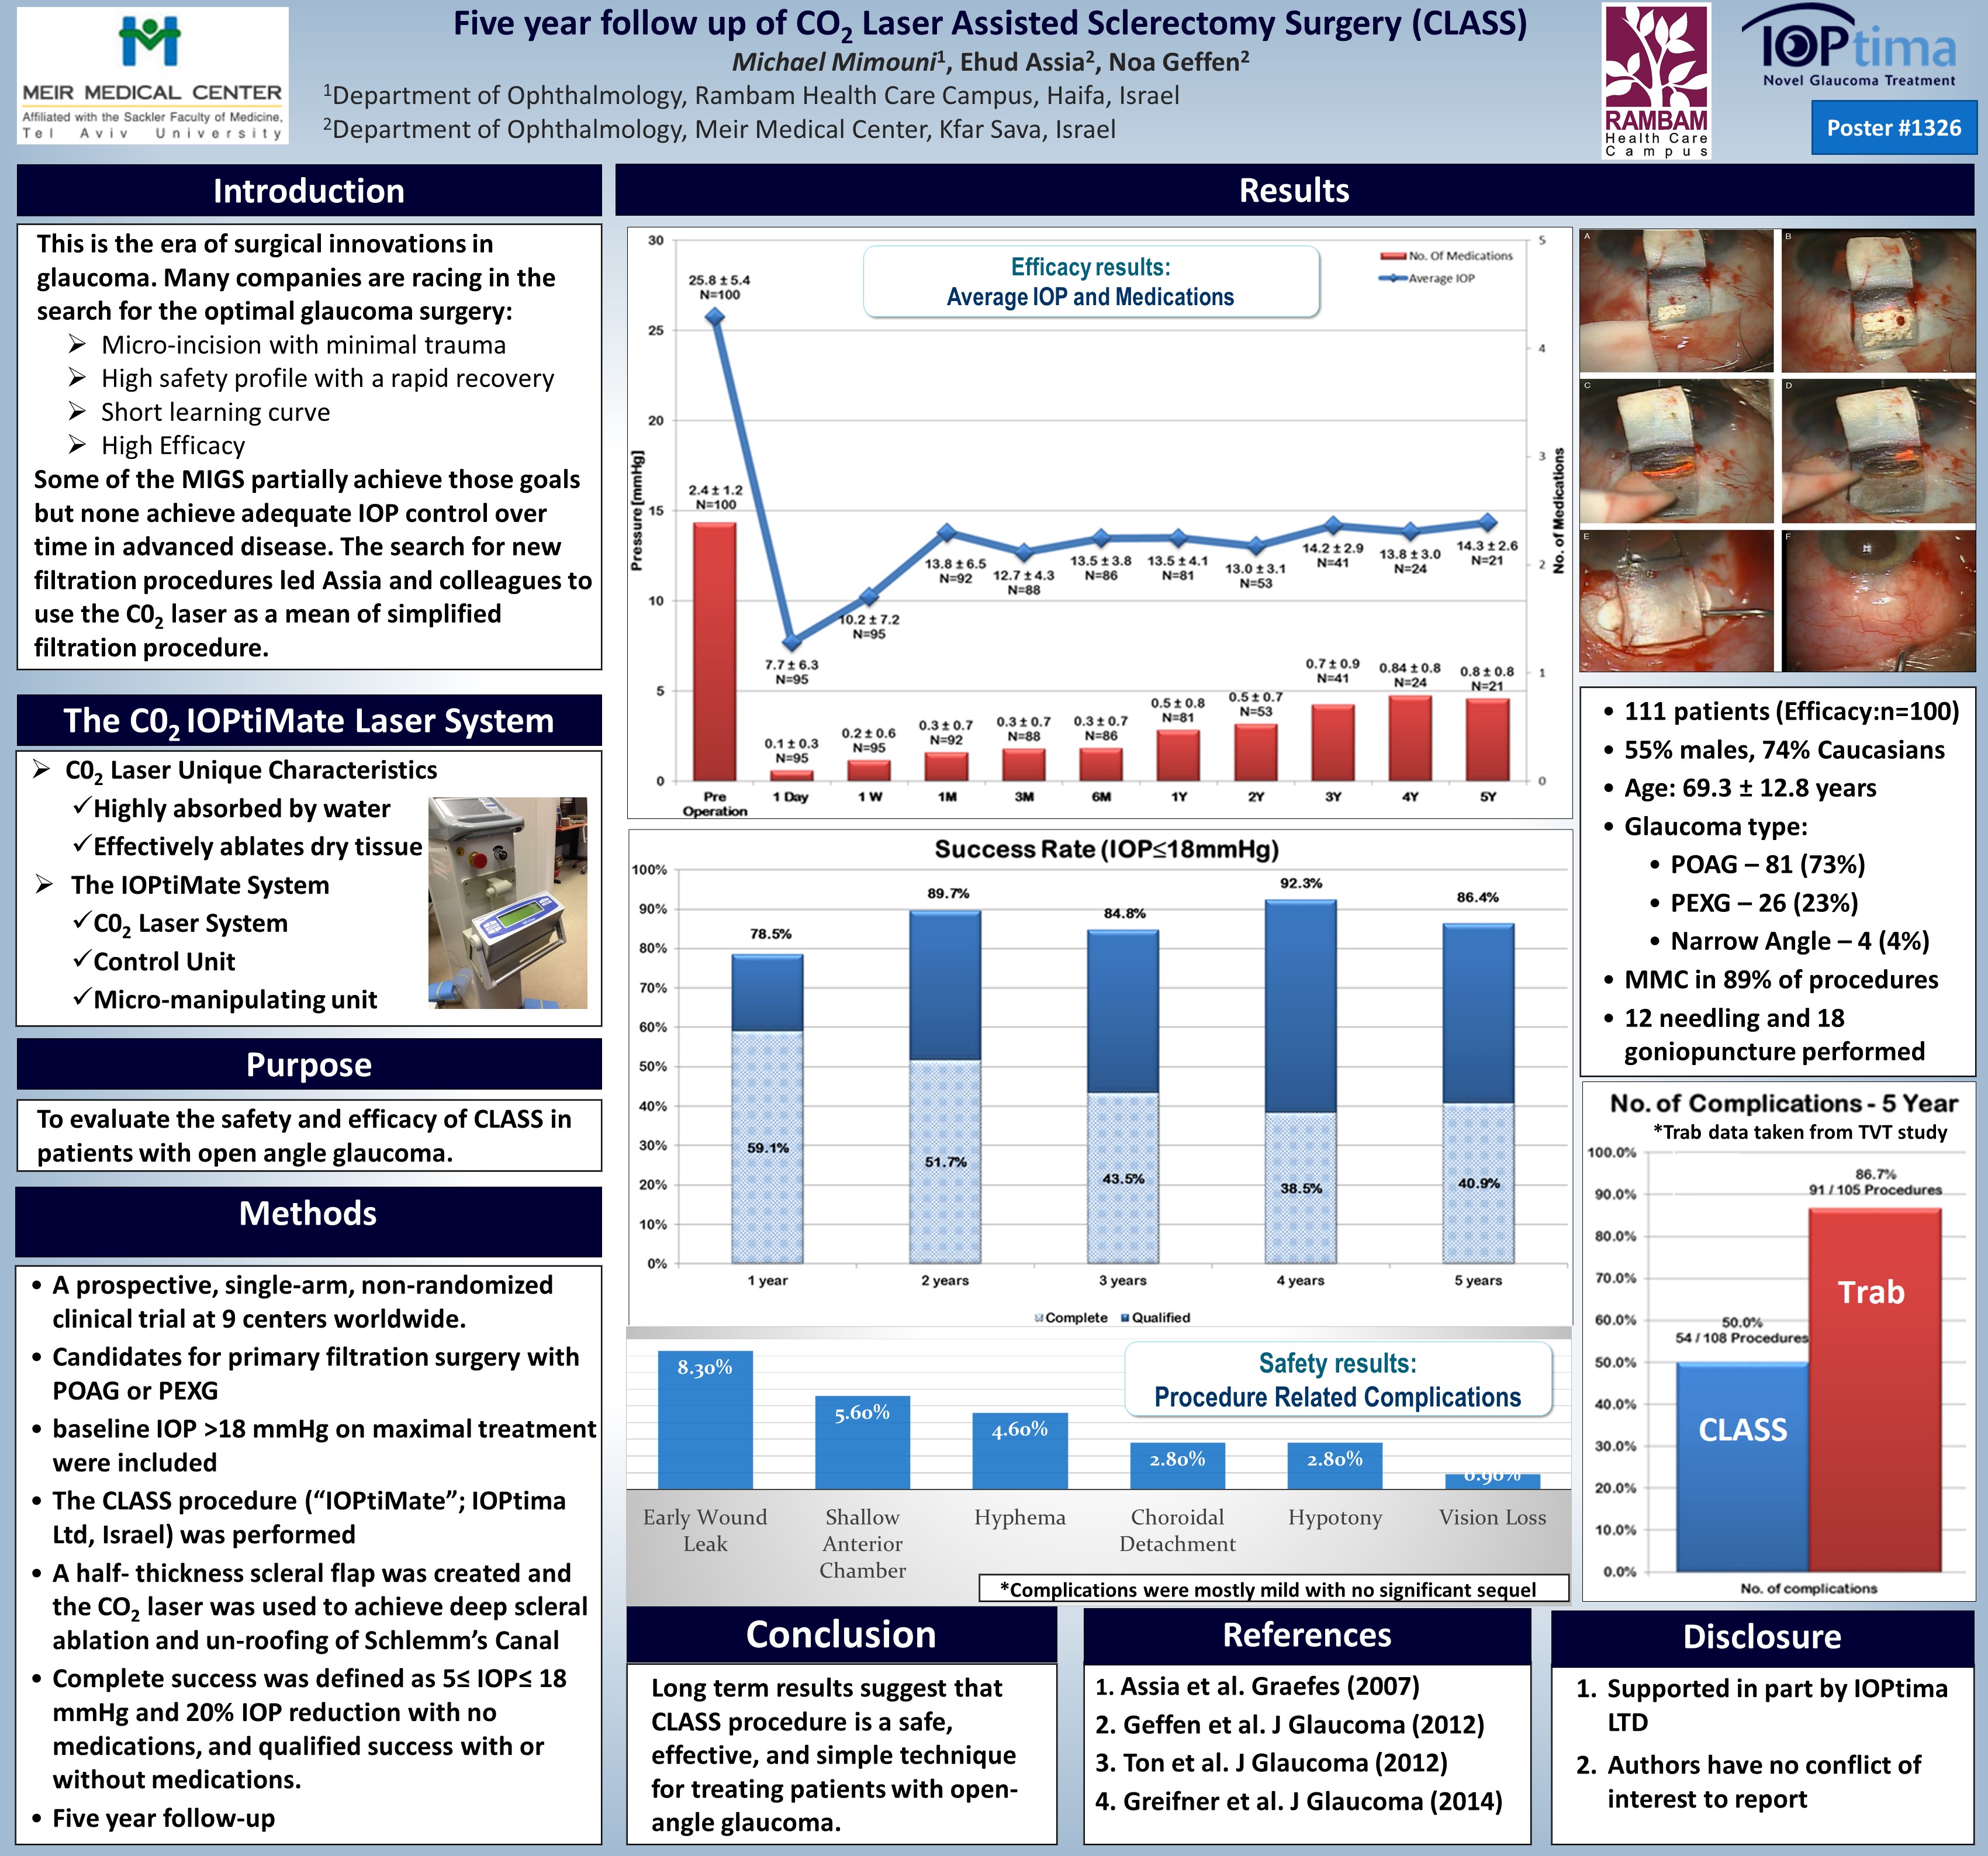 MEIR MEDICAL CENTER
Affiliated with the Sackler Faculty of Medicine,
Tel Aviv University
Five year follow up of CO2 Laser Assisted Sclerectomy Surgery (CLASS)
Michael Mimouni1, Ehud Assia2, Noa Geffen2
1Department of Ophthalmology, Rambam Health Care Campus, Haifa, Israel
2Department of Ophthalmology, Meir Medical Center, Kfar Sava, Israel
RAMBAM
Health Care
Campus
IOPtima
Novel Glaucoma Treatment
Poster #1326
Introduction
This is the era of surgical innovations in
glaucoma. Many companies are racing in the
search for the optimal glaucoma surgery:
➢ Micro-incision with minimal trauma
➢ High safety profile with a rapid recovery
➢ Short learning curve
➢ High Efficacy
Some of the MIGS partially achieve those goals
but none achieve adequate IOP control over
time in advanced disease. The search for new
filtration procedures led Assia and colleagues to
use the C02 laser as a mean of simplified
filtration procedure.
The C02 IOPtiMate Laser System
➢ C02 Laser Unique Characteristics
✓Highly absorbed by water
✓Effectively ablates dry tissue
➢ The IOPtiMate System
✓C02 Laser System
✓Control Unit
✓Micro-manipulating unit
Purpose
To evaluate the safety and efficacy of CLASS in
patients with open angle glaucoma.
Methods
• A prospective, single-arm, non-randomized
clinical trial at 9 centers worldwide.
• Candidates for primary filtration surgery with
POAG or PEXG
• baseline IOP >18 mmHg on maximal treatment
were included
• The CLASS procedure (“IOPtiMate”; IOPtima
Ltd, Israel) was performed
• A half- thickness scleral flap was created and
the CO2 laser was used to achieve deep scleral
ablation and un-roofing of Schlemm’s Canal
• Complete success was defined as 5≤ IOP≤ 18
mmHg and 20% IOP reduction with no
medications, and qualified success with or
without medications.
• Five year follow-up
Results
Efficacy results:
Average IOP and Medications
No. Of Medications
Average IOP
Pressure [mmHg]
30
25
20
15
10
5
0
No. of Medications
5
4
3
2
1
0
25.8 ± 5.4
N=100
7.7 ± 6.3
N=95
10.2 ± 7.2
N=95
13.8 ± 6.5
N=92
12.7 ± 4.3
N=88
13.5 ± 3.8
N=86
13.5 ± 4.1
N=81
13.0 ± 3.1
N=53
14.2 ± 2.9
N=41
13.8 ± 3.0
N=24
14.3 ± 2.6
N=21
2.4 ± 1.2
N=100
0.1 ± 0.3
N=95
0.2 ± 0.6
N=95
0.3 ± 0.7
N=92
0.3 ± 0.7
N=88
0.3 ± 0.7
N=86
0.5 ± 0.8
N=81
0.5 ± 0.7
N=53
0.7 ± 0.9
N=41
0.84 ± 0.8
N=24
0.8 ± 0.8
N=21
Pre
Operation
1 Day
1 W
1M
3M
6M
1Y
2Y
3Y
4Y
5Y
Success Rate (IOP≤18mmHg)
100%
90%
80%
70%
60%
50%
40%
30%
20%
10%
0%
78.5%
89.7%
84.8%
92.3%
86.4%
59.1%
51.7%
43.5%
38.5%
40.9%
1 year
2 years
3 years
4 years
5 years
Complete
Qualified
Safety results:
Procedure Related Complications
8.30%
5.60%
4.60%
2.80%
2.80%
0.90%
Early Wound
Leak
Shallow
Anterior
Chamber
Hyphema
Choroidal
Detachment
Hypotony
Vision Loss
*Complications were mostly mild with no significant sequel
A
B
C
D
E
F
• 111 patients (Efficacy:n=100)
• 55% males, 74% Caucasians
• Age: 69.3 ± 12.8 years
• Glaucoma type:
• POAG – 81 (73%)
• PEXG – 26 (23%)
• Narrow Angle – 4 (4%)
• MMC in 89% of procedures
• 12 needling and 18
goniopuncture performed
No. of Complications - 5 Year
*Trab data taken from TVT study
100.0%
90.0%
80.0%
70.0%
60.0%
50.0%
40.0%
30.0%
20.0%
10.0%
0.0%
50.0%
54 / 108 Procedures
86.7%
91 / 105 Procedures
CLASS
Trab
No. of complications
Conclusion
Long term results suggest that
CLASS procedure is a safe,
effective, and simple technique
for treating patients with open-
angle glaucoma.
References
1. Assia et al. Graefes (2007)
2. Geffen et al. J Glaucoma (2012)
3. Ton et al. J Glaucoma (2012)
4. Greifner et al. J Glaucoma (2014)
Disclosure
1. Supported in part by IOPtima
LTD
2. Authors have no conflict of
interest to report